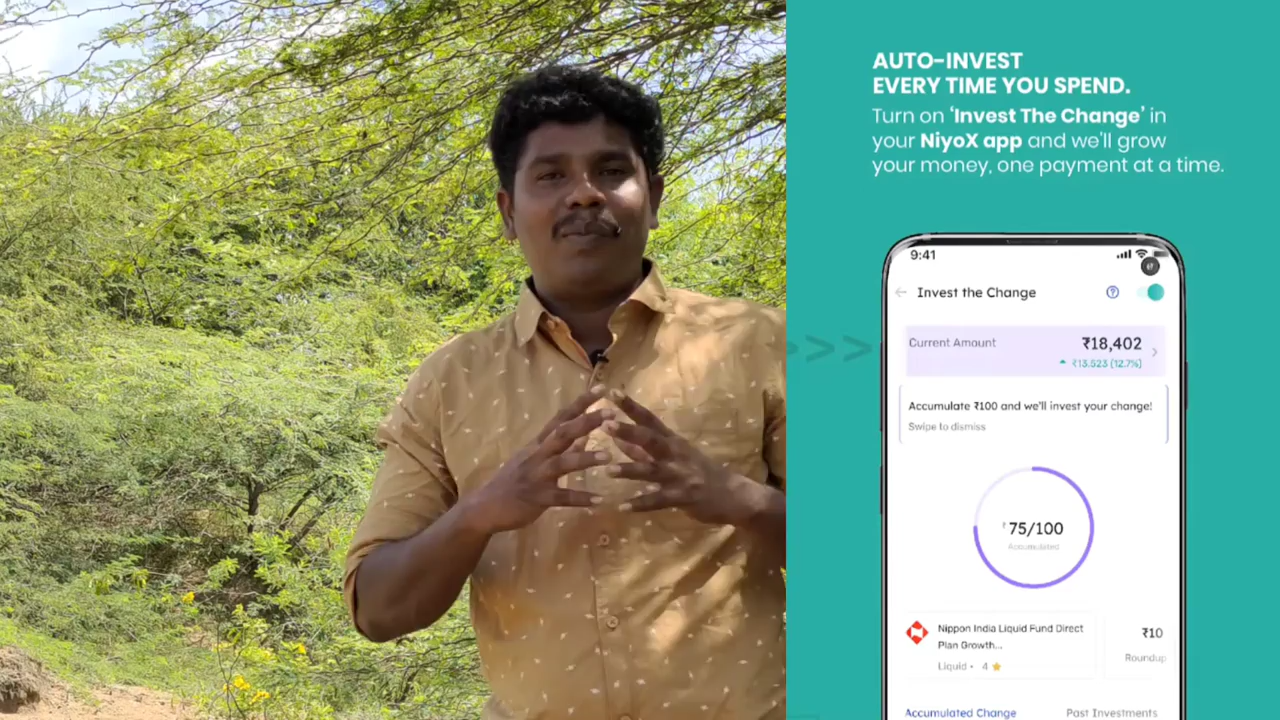 AUTO-INVEST
EVERY TIME YOU SPEND.
Turn on ‘Invest The Change’ in
your NiyoX app and we'll grow
your money, one payment at a time.
9:41
Invest the Change
Current Amount
₹18,402
₹13,523 (12.7%)
Accumulate ₹100 and we'll invest your change!
Swipe to dismiss
₹75/100
Accumulated
Nippon India Liquid Fund Direct
Plan Growth...
Liquid • 4
₹10
Roundup
Accumulated Change
Past Investments